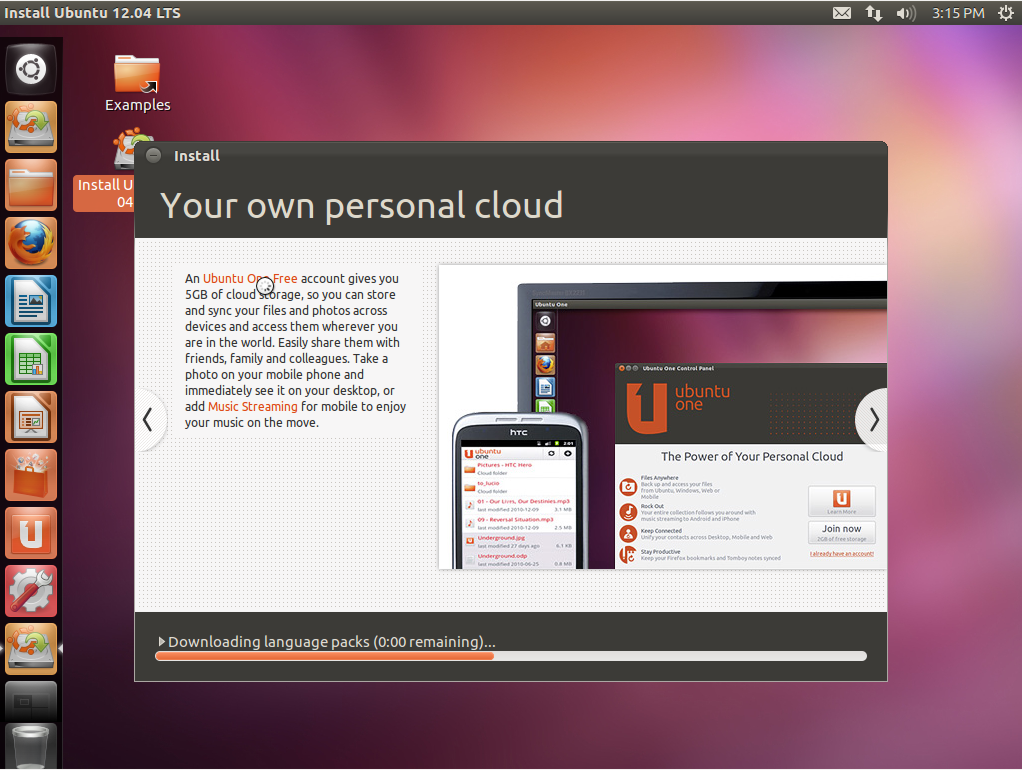 Install Ubuntu 12.04 LTS
3:15 PM
Examples
Install U
04
Install
Your own personal cloud
An Ubuntu One Free account gives you
5GB of cloud storage, so you can store
and sync your files and photos across
devices and access them wherever you
are in the world. Easily share them with
friends, family and colleagues. Take a
photo on your mobile phone and
immediately see it on your desktop, or
add Music Streaming for mobile to enjoy
your music on the move.
Ubuntu One
Ubuntu One Control Panel
ubuntu
one
The Power of Your Personal Cloud
Files Anywhere
Back up and access your files
from Ubuntu, Windows, Web or
Mobile
Rock Out
Your entire collection follows you around with
music streaming to Android and iPhone
Keep Connected
Unify your contacts across Desktop, Mobile and Web
Stay Productive
Keep your Firefox bookmarks and Tomboy notes synced
Learn More
Join now
2GB of free storage
I already have an account!
htc
2:01
ubuntu
one
Pictures - HTC Hero
Cloud folder
to_lucio
Cloud folder
01 - Our Lives, Our Destinies.mp3
last modified 2010-12-09 3.1 MB
09 - Reversal Situation.mp3
last modified 2010-12-09 2.5 MB
Underground.jpg
last modified 27 days ago 6.1 KB
Underground.odp
last modified 2010-06-25 0.8 MB
Downloading language packs (0:00 remaining)...